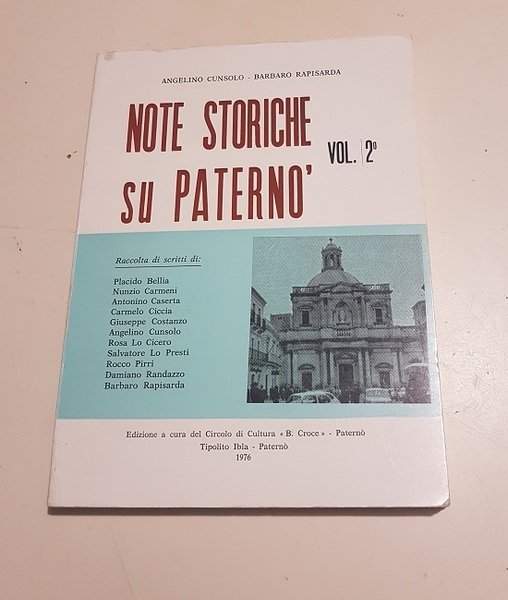 ANGELINO CUNSOLO - BARBARO RAPISARDA
NOTE STORICHE
su PATERNO'
VOL. 2º
Raccolta di scritti di:
Placido Bellia
Nunzio Carmeni
Antonino Caserta
Carmelo Ciccia
Giuseppe Costanzo
Angelino Cunsolo
Rosa Lo Cicero
Salvatore Lo Presti
Rocco Pirri
Damiano Randazzo
Barbaro Rapisarda
Edizione a cura del Circolo di Cultura «B. Croce» - Paternò
Tipolito Ibla - Paternò
1976